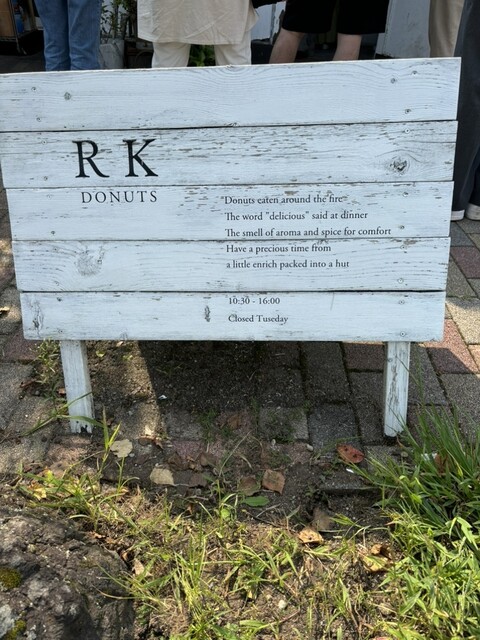 RK
DONUTS
"Donuts eaten around the fire
The word "delicious" said at dinner
The smell of aroma and spice for comfort
Have a precious time from
a little enrich packed into a hut
10:30 - 16:00
Closed Tuseday